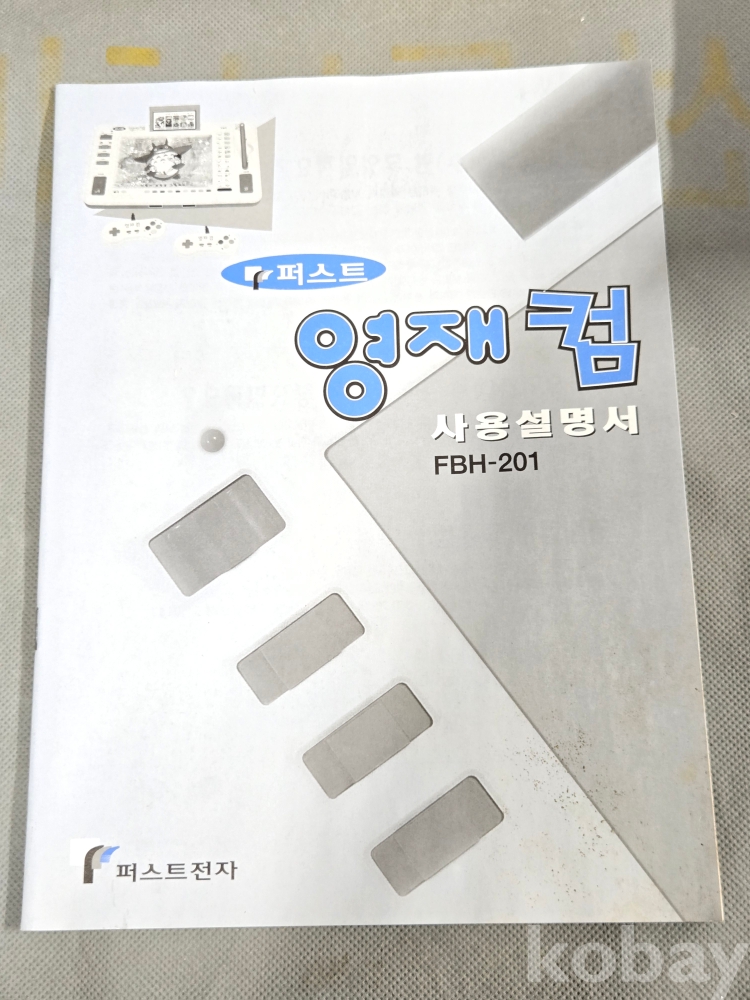 퍼스트
영재컴
사용설명서
FBH-201
퍼스트전자
kobay